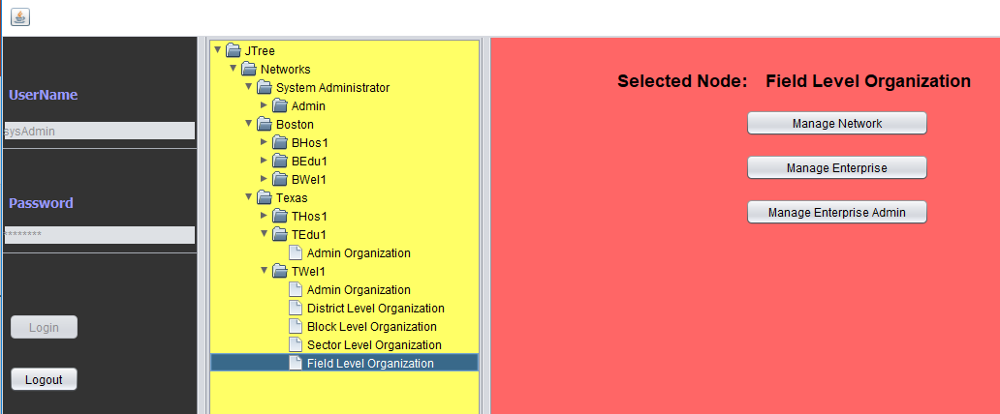 UserName
sysAdmin
Password
********
Login
Logout
JTree
Networks
System Administrator
Admin
Boston
BHos1
BEdu1
BWel1
Texas
THos1
TEdu1
Admin Organization
TWel1
Admin Organization
District Level Organization
Block Level Organization
Sector Level Organization
Field Level Organization
Selected Node: Field Level Organization
Manage Network
Manage Enterprise
Manage Enterprise Admin